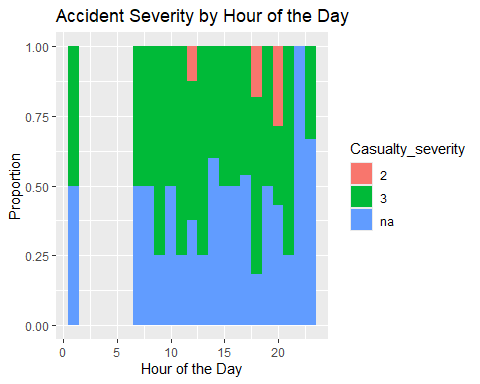 Accident Severity by Hour of the Day
1.00
0.75
0.50
0.25
0.00
Proportion
0
5
10
15
20
Hour of the Day
Casualty_severity
2
3
na